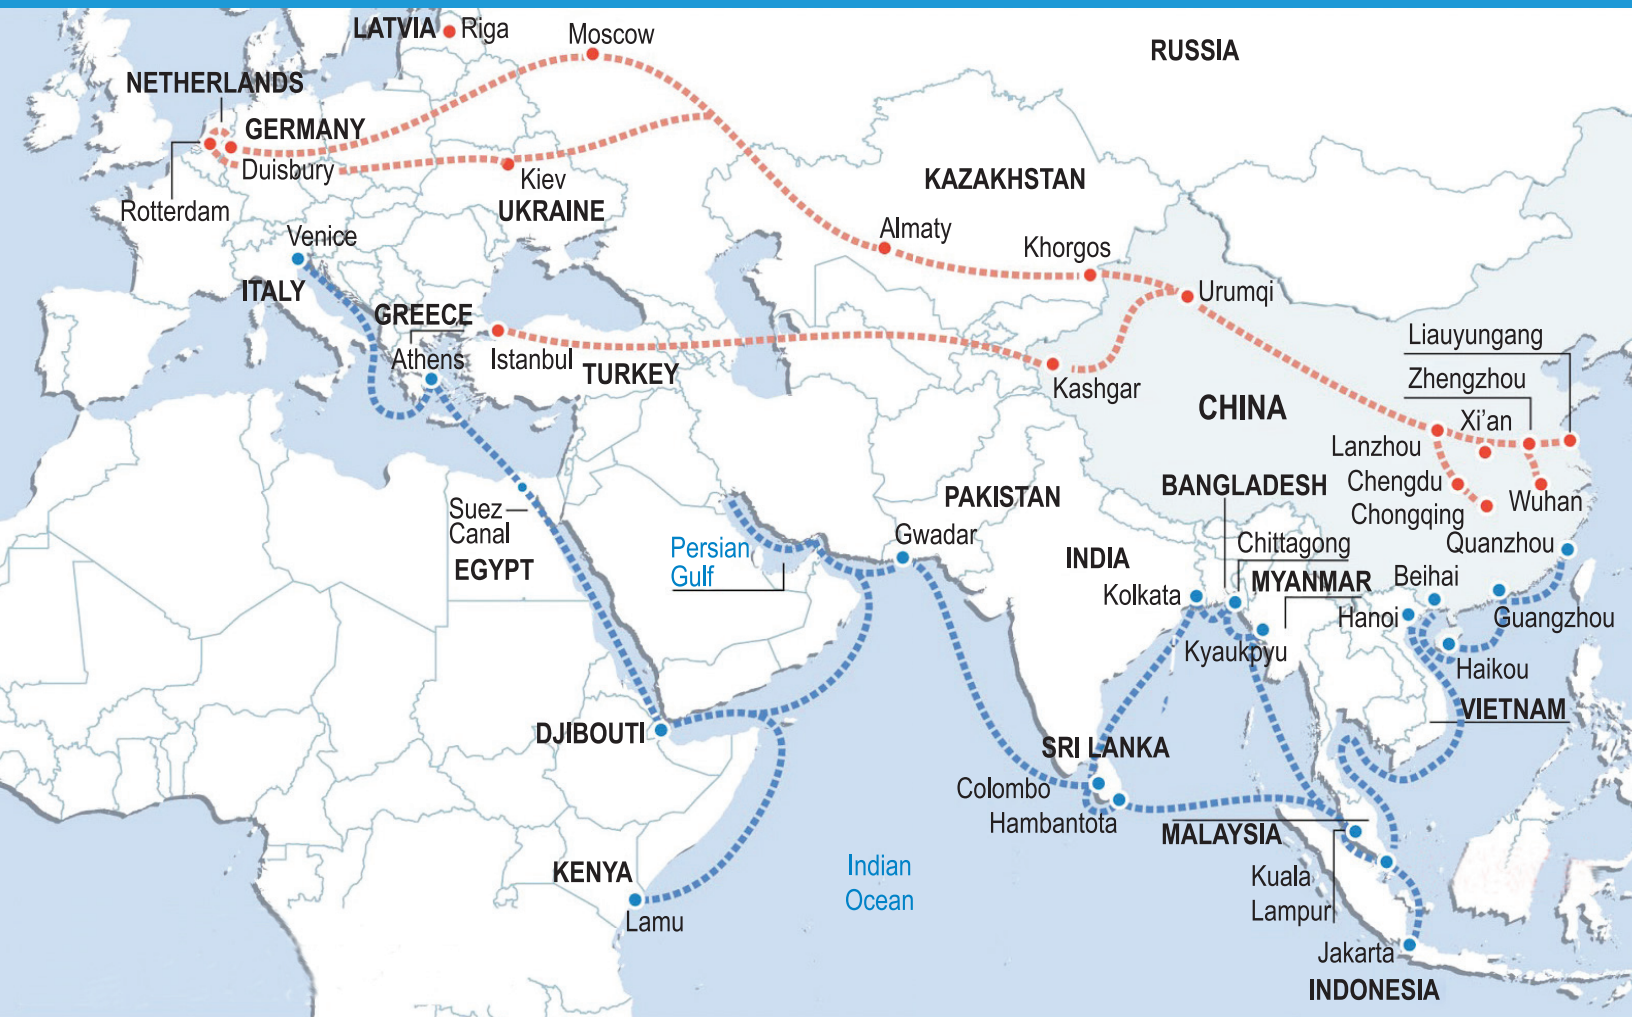 LATVIA
Riga
Moscow
RUSSIA
NETHERLANDS
GERMANY
Duisbury
Kiev
KAZAKHSTAN
Rotterdam
UKRAINE
Venice
Almaty
Khorgos
ITALY
Urumqi
GREECE
Athens
Istanbul
TURKEY
Kashgar
Liauyungang
Zhengzhou
CHINA
Xi'an
Lanzhou
Chengdu
Chongqing
Wuhan
BANGLADESH
PAKISTAN
Suez
Canal
EGYPT
Persian
Gulf
Gwadar
INDIA
Kolkata
Chittagong
MYANMAR
Kyaukpyu
Quanzhou
Beihai
Hanoi
Guangzhou
Haikou
VIETNAM
DJIBOUTI
SRI LANKA
Colombo
Hambantota
MALAYSIA
Kuala
Lampur
KENYA
Lamu
Indian
Ocean
Jakarta
INDONESIA